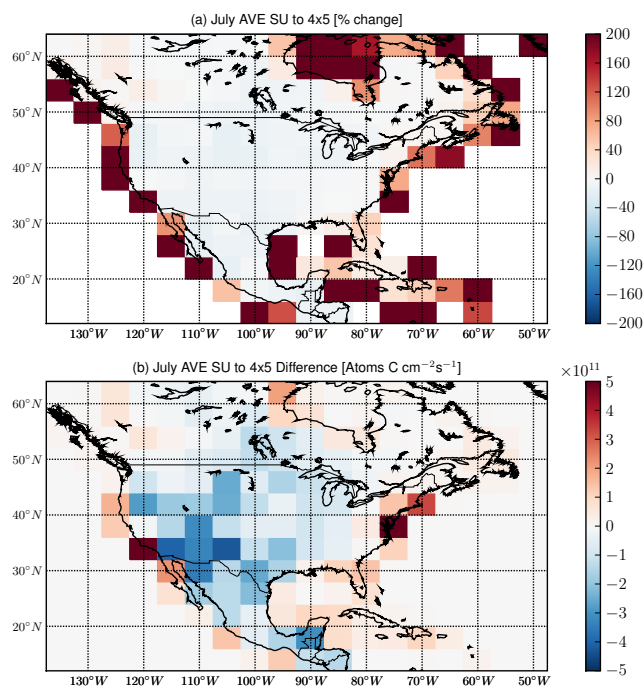 (a) July AVE SU to 4x5 [% change]
60°N
50°N
40°N
30°N
20°N
130°W 120°W 110°W 100°W 90°W 80°W 70°W 60°W 50°W
200
160
120
80
40
0
−40
−80
−120
−160
−200
(b) July AVE SU to 4x5 Difference [Atoms C cm⁻²s⁻¹]
×10¹¹
60°N
50°N
40°N
30°N
20°N
130°W 120°W 110°W 100°W 90°W 80°W 70°W 60°W 50°W
5
4
3
2
1
0
−1
−2
−3
−4
−5